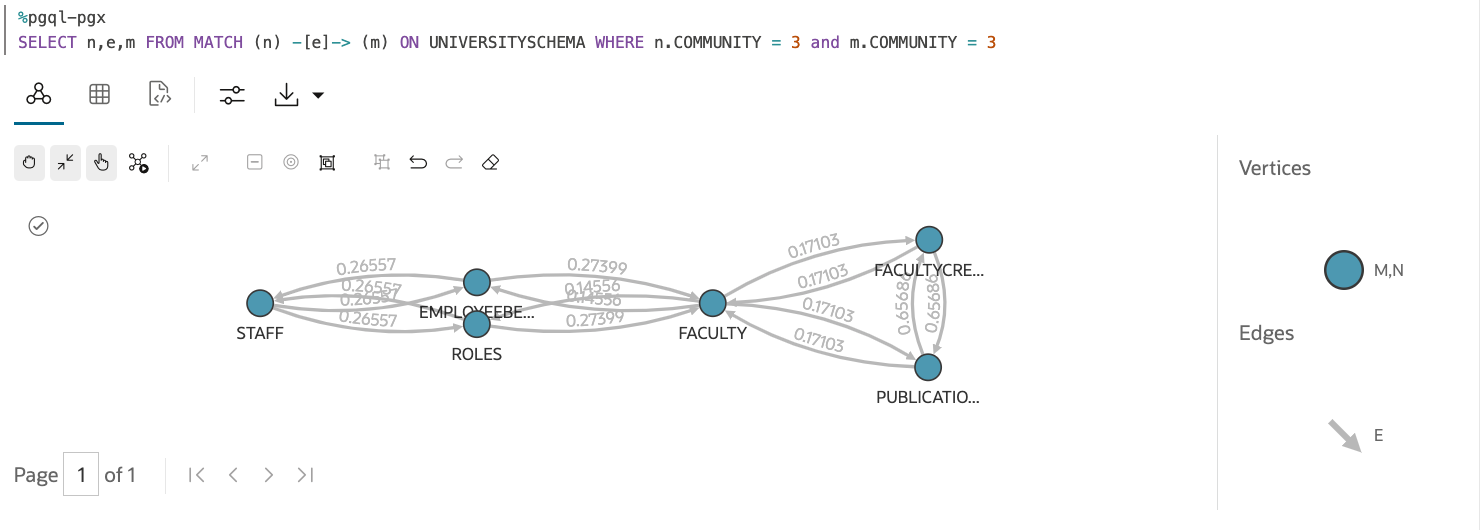 %pgql-pgx
SELECT n,e,m FROM MATCH (n) -[e]-> (m) ON UNIVERSITYSCHEMA WHERE n.COMMUNITY = 3 and m.COMMUNITY = 3
Vertices
M,N
Edges
E
0.17103
FACULTYCRE...
0.26557
0.27399
0.17103
0.26557
0.14556
0.65686
0.65686
0.26557
0.14556
EMPLOYEEBE...
0.17103
STAFF
0.26557
0.27399
FACULTY
0.17103
ROLES
PUBLICATIO...
Page 1 of 1